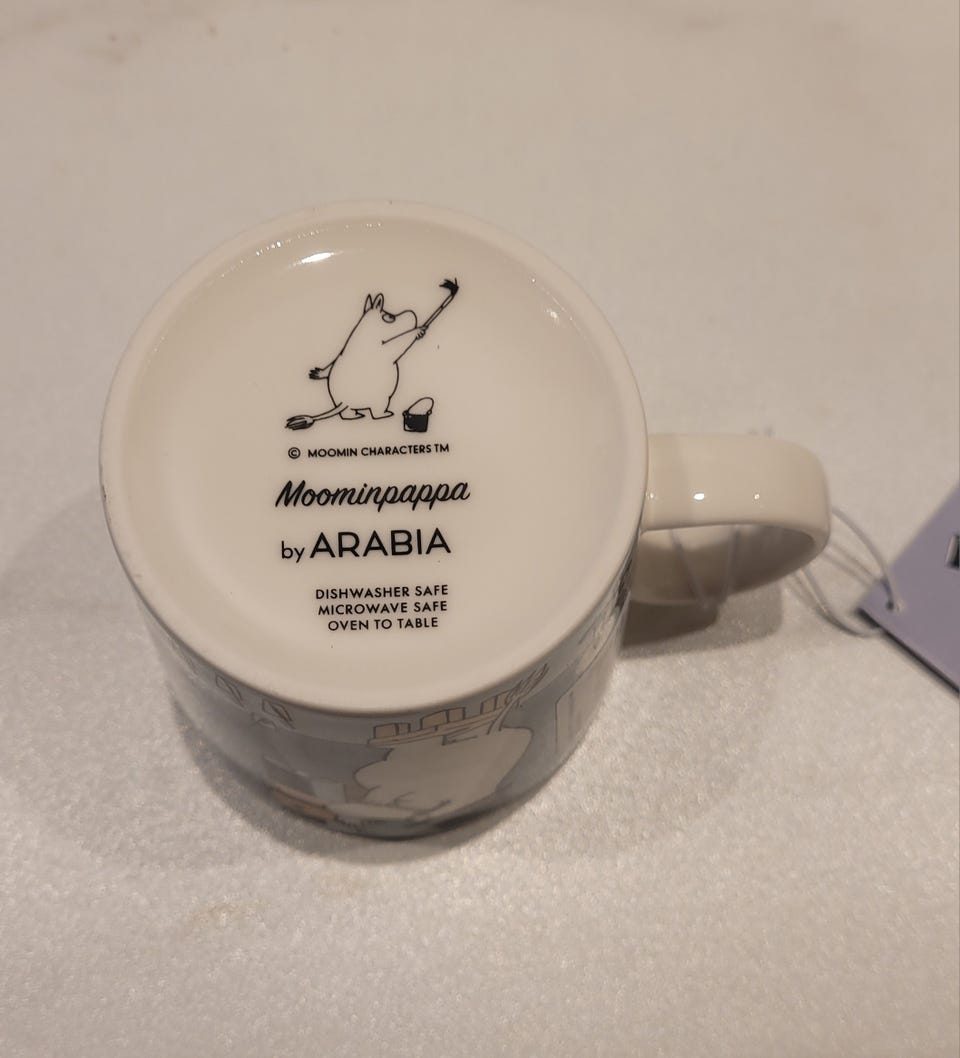 © MOOMIN CHARACTERS TM
Moominpappa
by ARABIA
DISHWASHER SAFE
MICROWAVE SAFE
OVEN TO TABLE